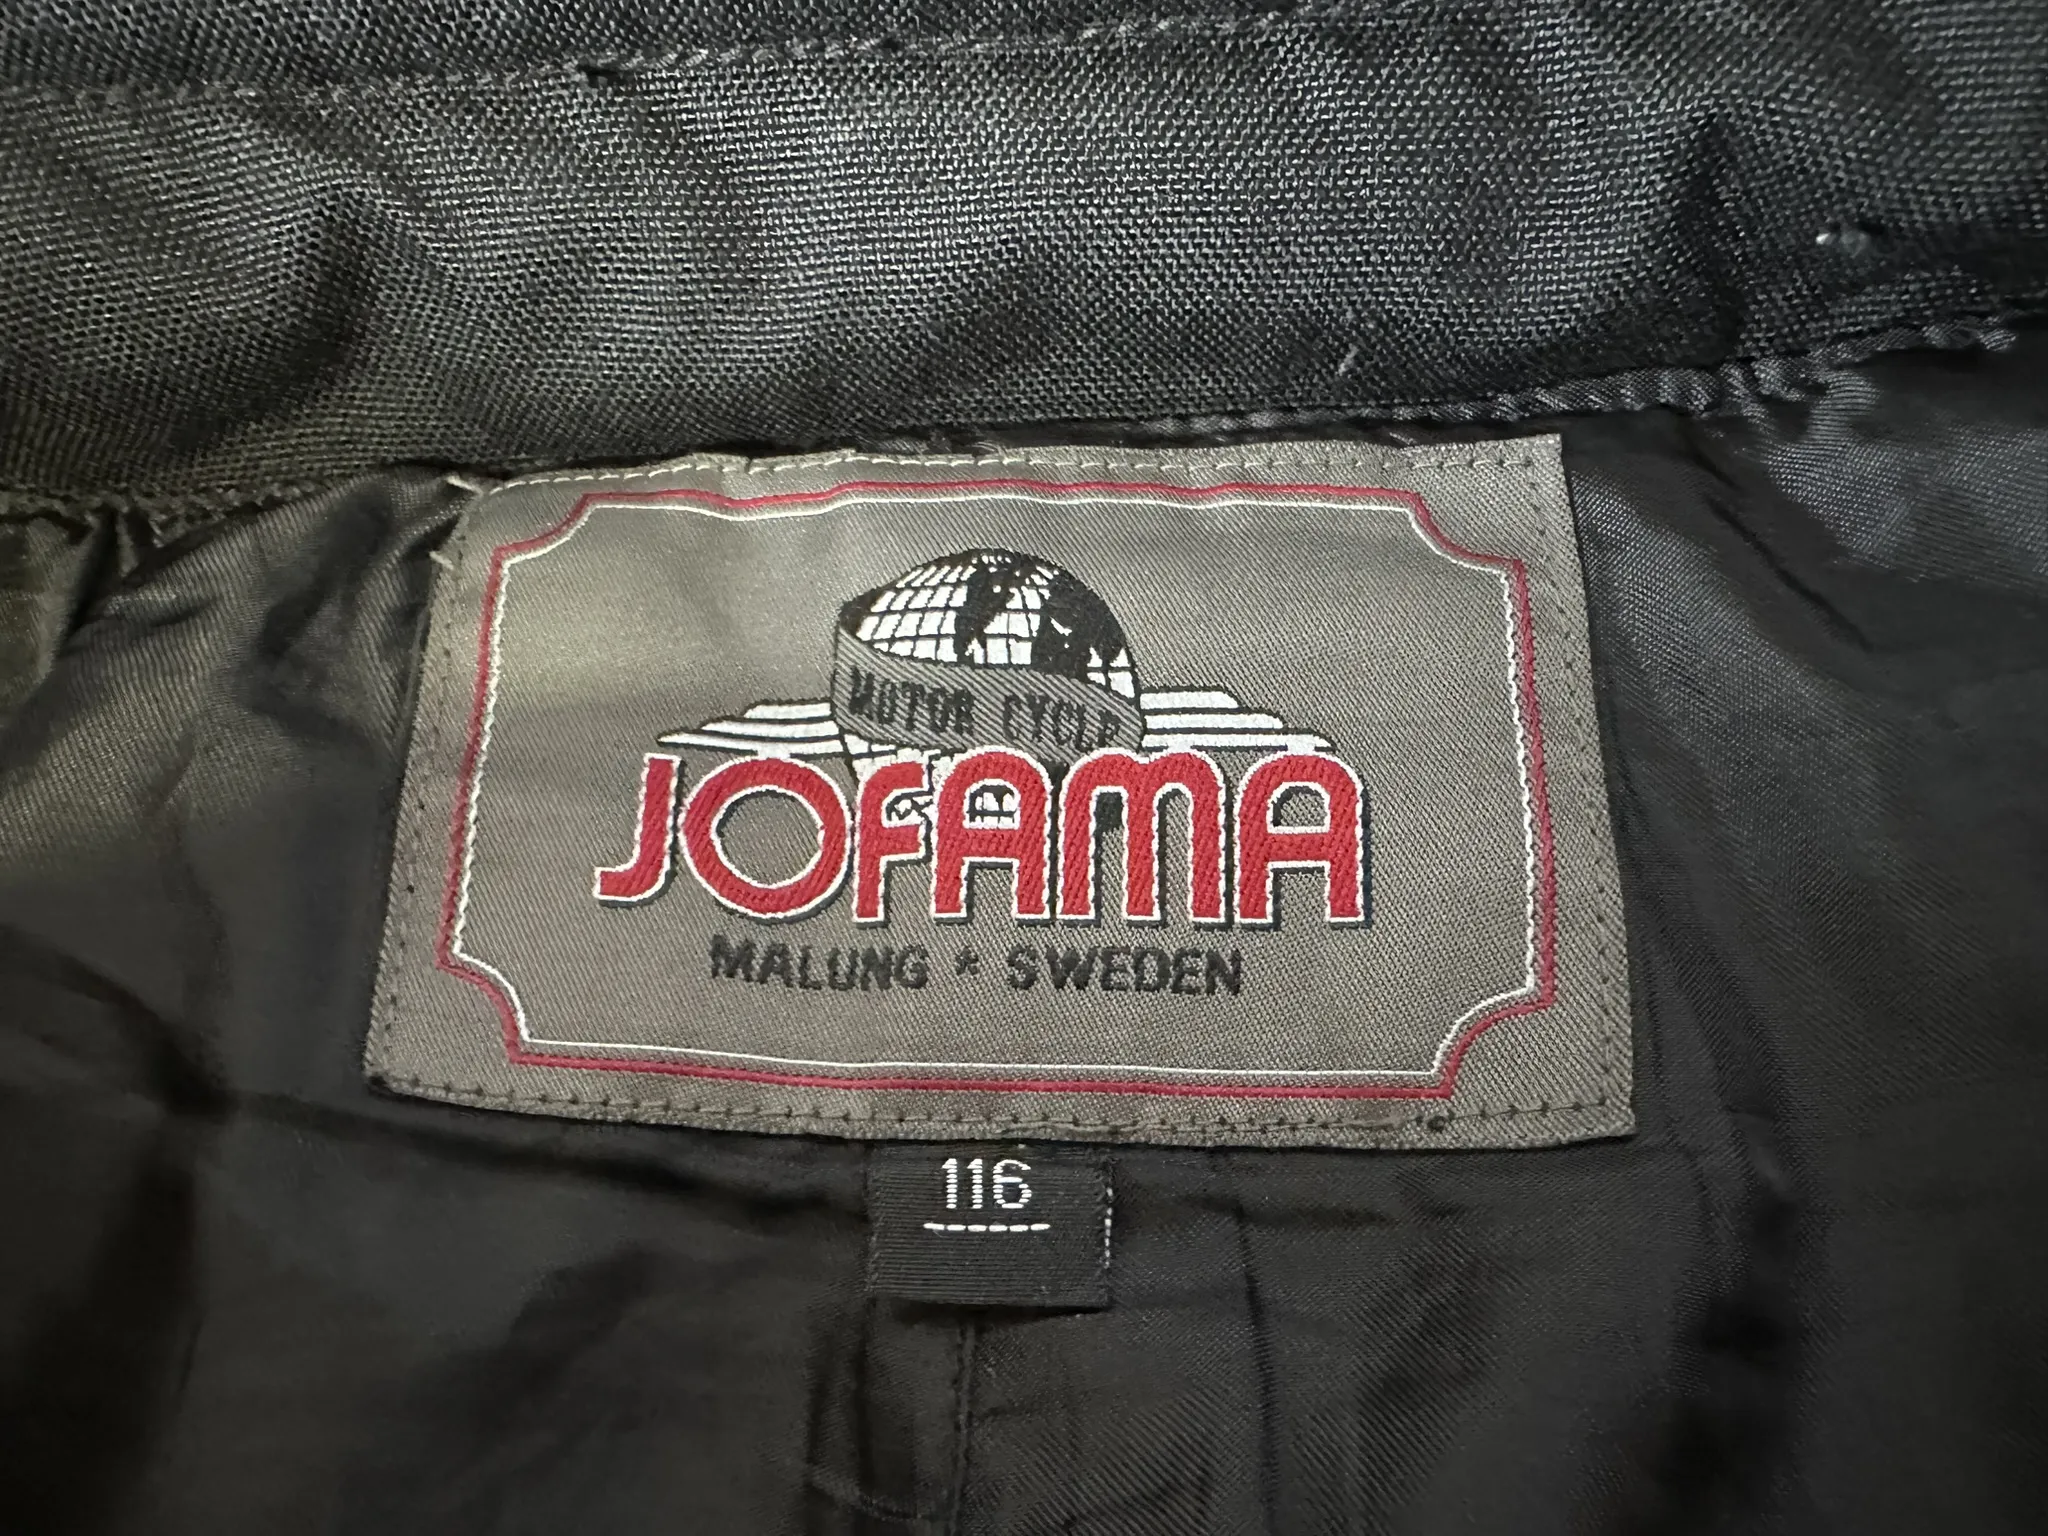 MOTOR CYCLE
JOFAMA
MALUNG * SWEDEN
116